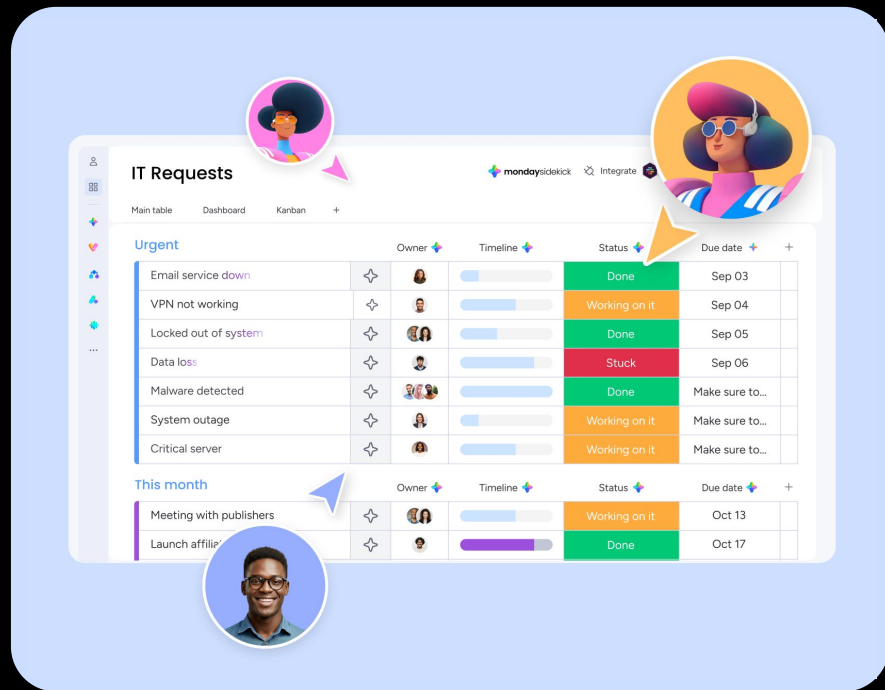 IT Requests
mondaysidekick Integrate
Main table Dashboard Kanban +
Urgent Owner Timeline Status Due date +
Email service down Done Sep 03
VPN not working Working on it Sep 04
Locked out of system Done Sep 05
Data loss Stuck Sep 06
Malware detected Done Make sure to...
System outage Working on it Make sure to...
Critical server Working on it Make sure to...
This month Owner Timeline Status Due date +
Meeting with publishers Working on it Oct 13
Launch Done Oct 17